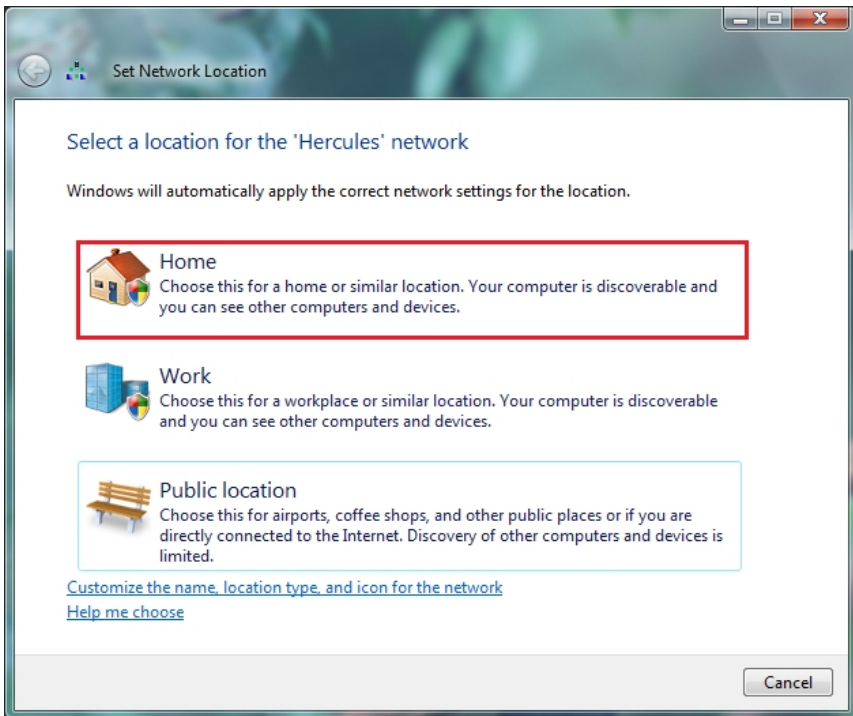 Set Network Location
Select a location for the 'Hercules' network
Windows will automatically apply the correct network settings for the location.
Home
Choose this for a home or similar location. Your computer is discoverable and
you can see other computers and devices.
Work
Choose this for a workplace or similar location. Your computer is discoverable
and you can see other computers and devices.
Public location
Choose this for airports, coffee shops, and other public places or if you are
directly connected to the Internet. Discovery of other computers and devices is
limited.
Customize the name, location type, and icon for the network
Help me choose
Cancel